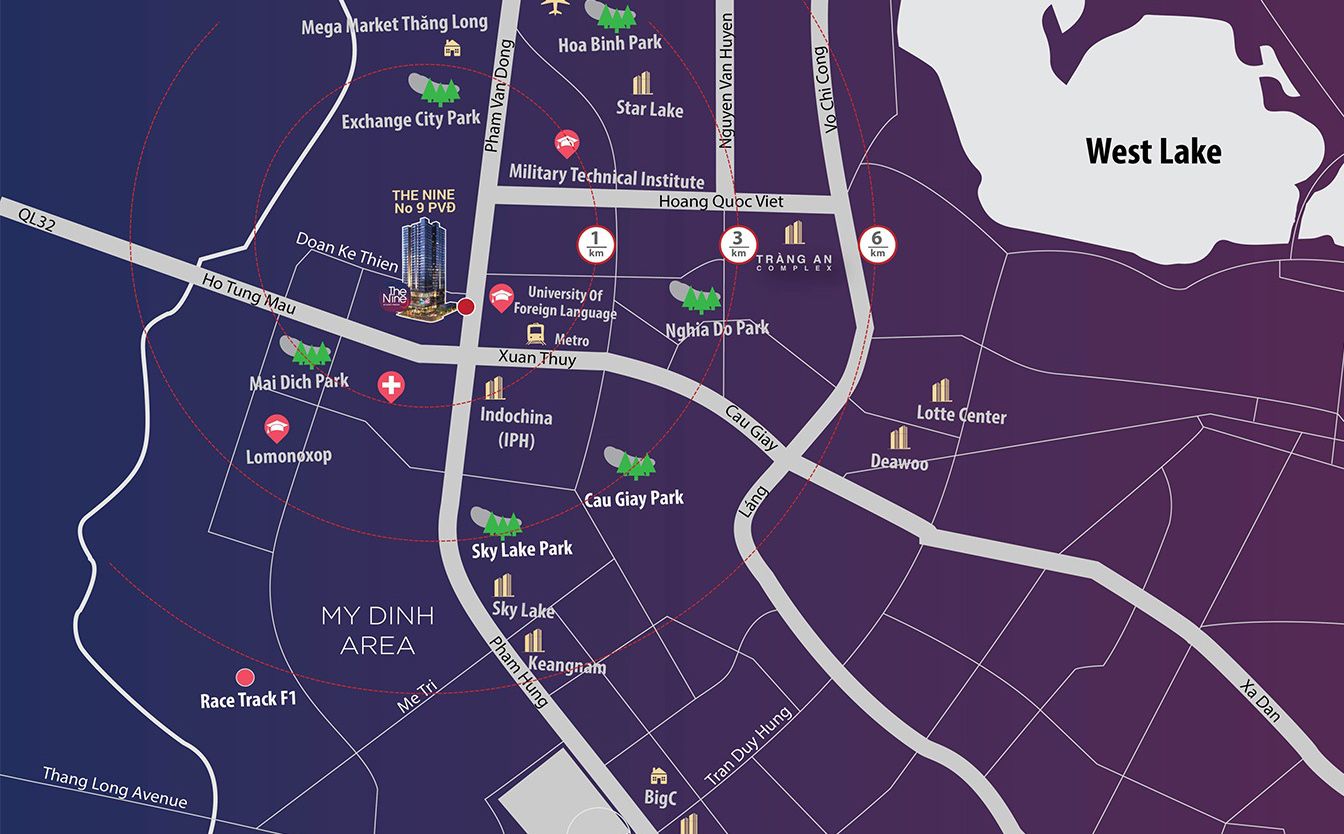 Mega Market Thăng Long
Hoa Binh Park
Exchange City Park
Star Lake
Pham Van Dong
Nguyen Van Huyen
Vo Chi Cong
West Lake
Military Technical Institute
Hoang Quoc Viet
THE NINE
No 9 PVĐ
QL32
Doan Ke Thien
1
km
3
km
6
km
TRÀNG AN
COMPLEX
Ho Tung Mau
The
Nine
University Of
Foreign Language
Nghĩa Do Park
Metro
Xuan Thuy
Mai Dich Park
Indochina
(IPH)
Cau Giay
Lotte Center
Deawoo
Lomonoxop
Cau Giay Park
Láng
Sky Lake Park
Sky Lake
MY DINH
AREA
Keangnam
Pham Hung
Race Track F1
Me Tri
Xa Dan
Tran Duy Hung
Thang Long Avenue
BigC